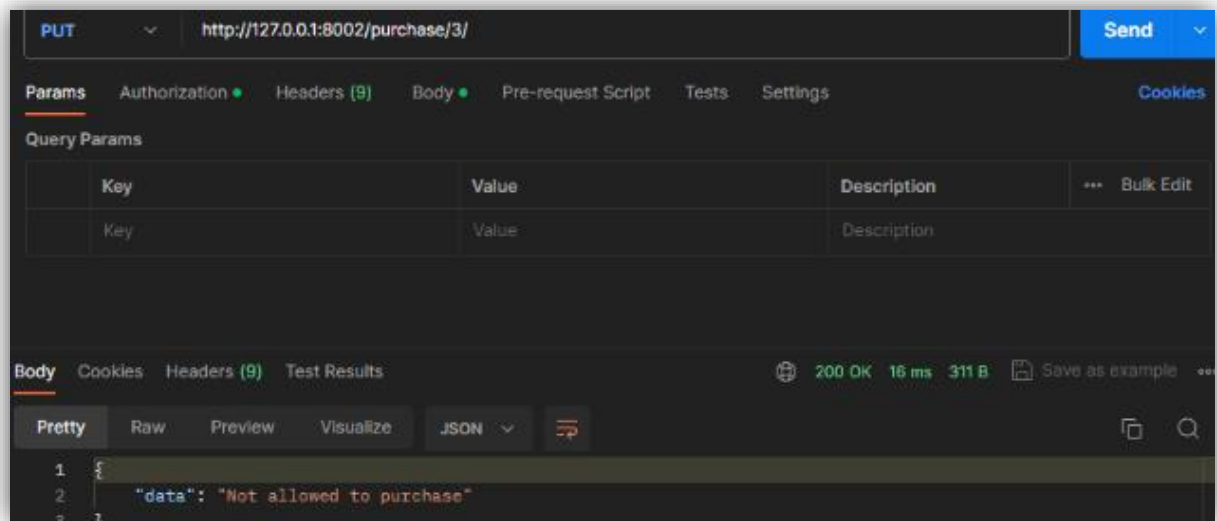 PUT http://127.0.0.1:8002/purchase/3/ Send
Params Authorization Headers (9) Body Pre-request Script Tests Settings Cookies
Query Params
Key Value Description ... Bulk Edit
Key Value Description
Body Cookies Headers (9) Test Results 200 OK 16 ms 311 B Save as example ...
Pretty Raw Preview Visualize JSON
1 {
2 "data": "Not allowed to purchase"
3 }